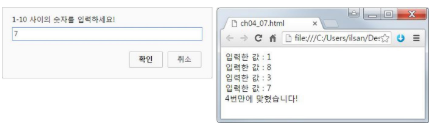 1-10 사이의 숫자를 입력하세요!
7
확인 취소
ch04_07.html
file:///C:/Users/ilsan/Des
입력한 값 : 1
입력한 값 : 8
입력한 값 : 3
입력한 값 : 7
4번만에 맞혔습니다!